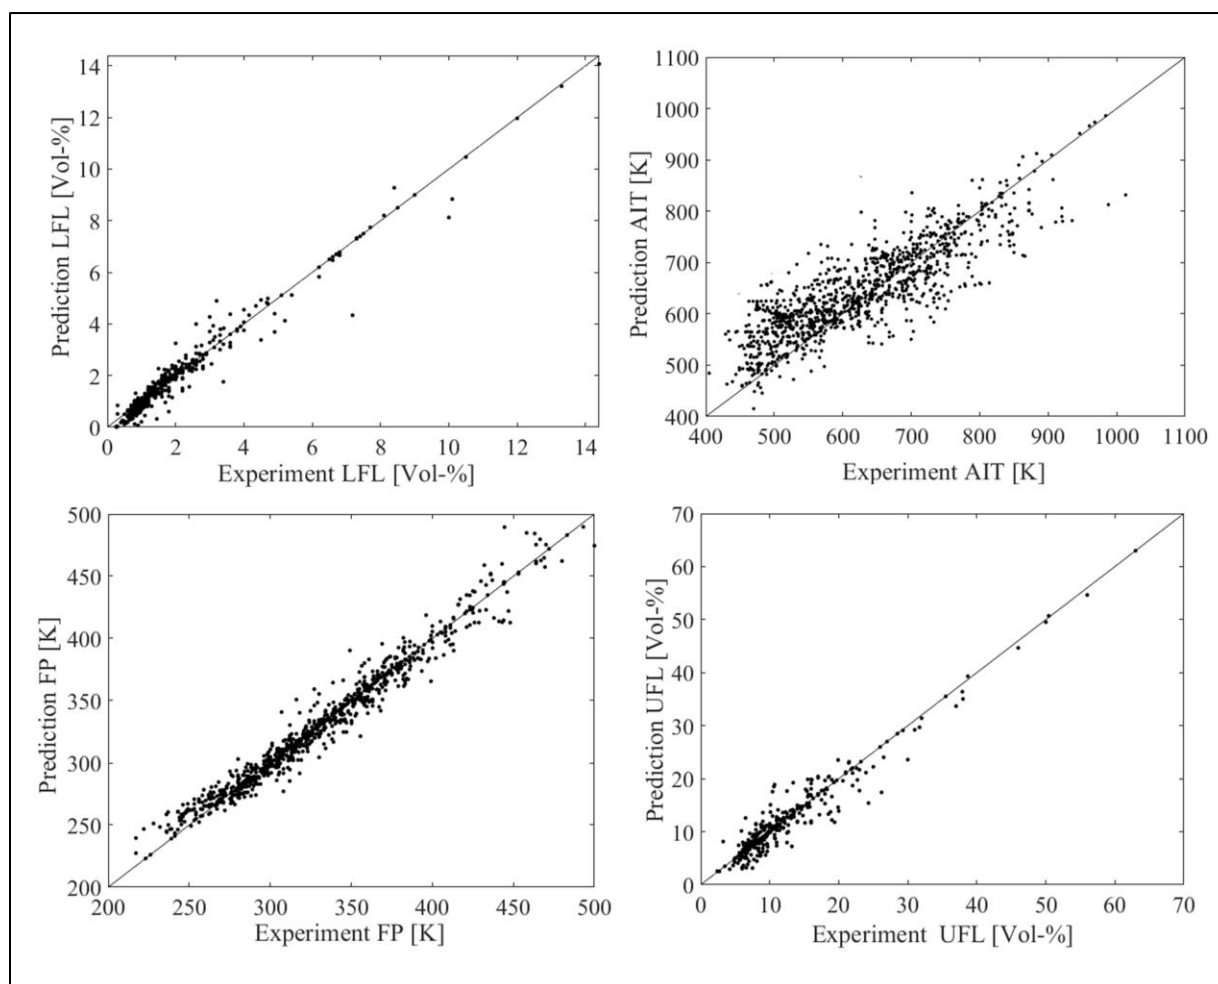 Prediction LFL [Vol-%]
14
12
10
8
6
4
2
0
0 2 4 6 8 10 12 14
Experiment LFL [Vol-%]
Prediction AIT [K]
1100
1000
900
800
700
600
500
400
400 500 600 700 800 900 1000 1100
Experiment AIT [K]
Prediction FP [K]
500
450
400
350
300
250
200
200 250 300 350 400 450 500
Experiment FP [K]
Prediction UFL [Vol-%]
70
60
50
40
30
20
10
0
0 10 20 30 40 50 60 70
Experiment UFL [Vol-%]